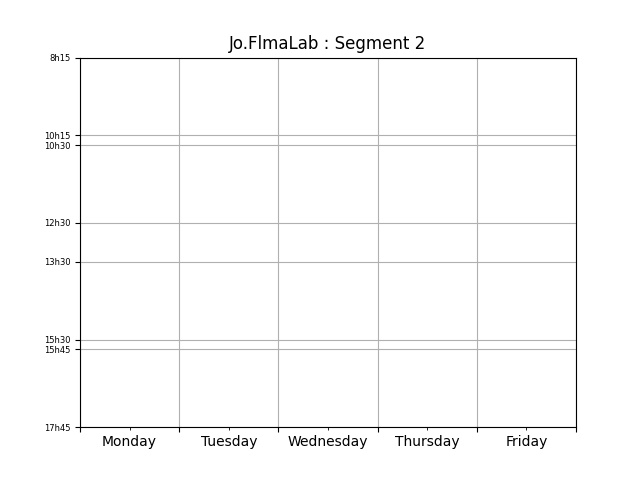 Jo.FlmaLab : Segment 2
8h15
10h15
10h30
12h30
13h30
15h30
15h45
17h45
Monday Tuesday Wednesday Thursday Friday